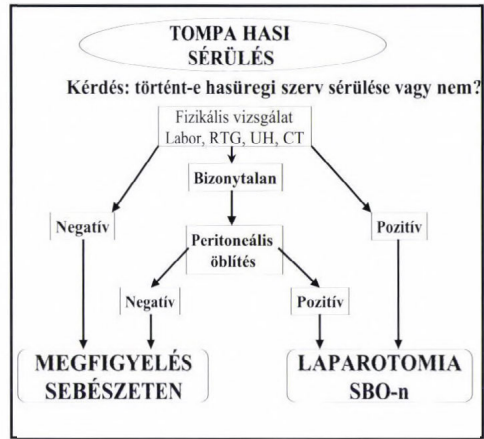 TOMPA HASI
SÉRÜLÉS
Kérdés: történt-e hasüregi szerv sérülése vagy nem?
Fizikális vizsgálat
Labor, RTG, UH, CT
Bizonytalan
Negatív
Pozitív
Peritoneális
öblítés
Negatív
Pozitív
MEGFIGYELÉS
SEBÉSZETEN
LAPAROTOMIA
SBO-n